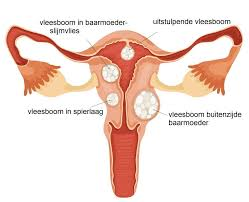 vleesboom in baarmoeder-
slijmvlies
uitstulpende vleesboom
vleesboom in spierlaag
vleesboom buitenzijde
baarmoeder